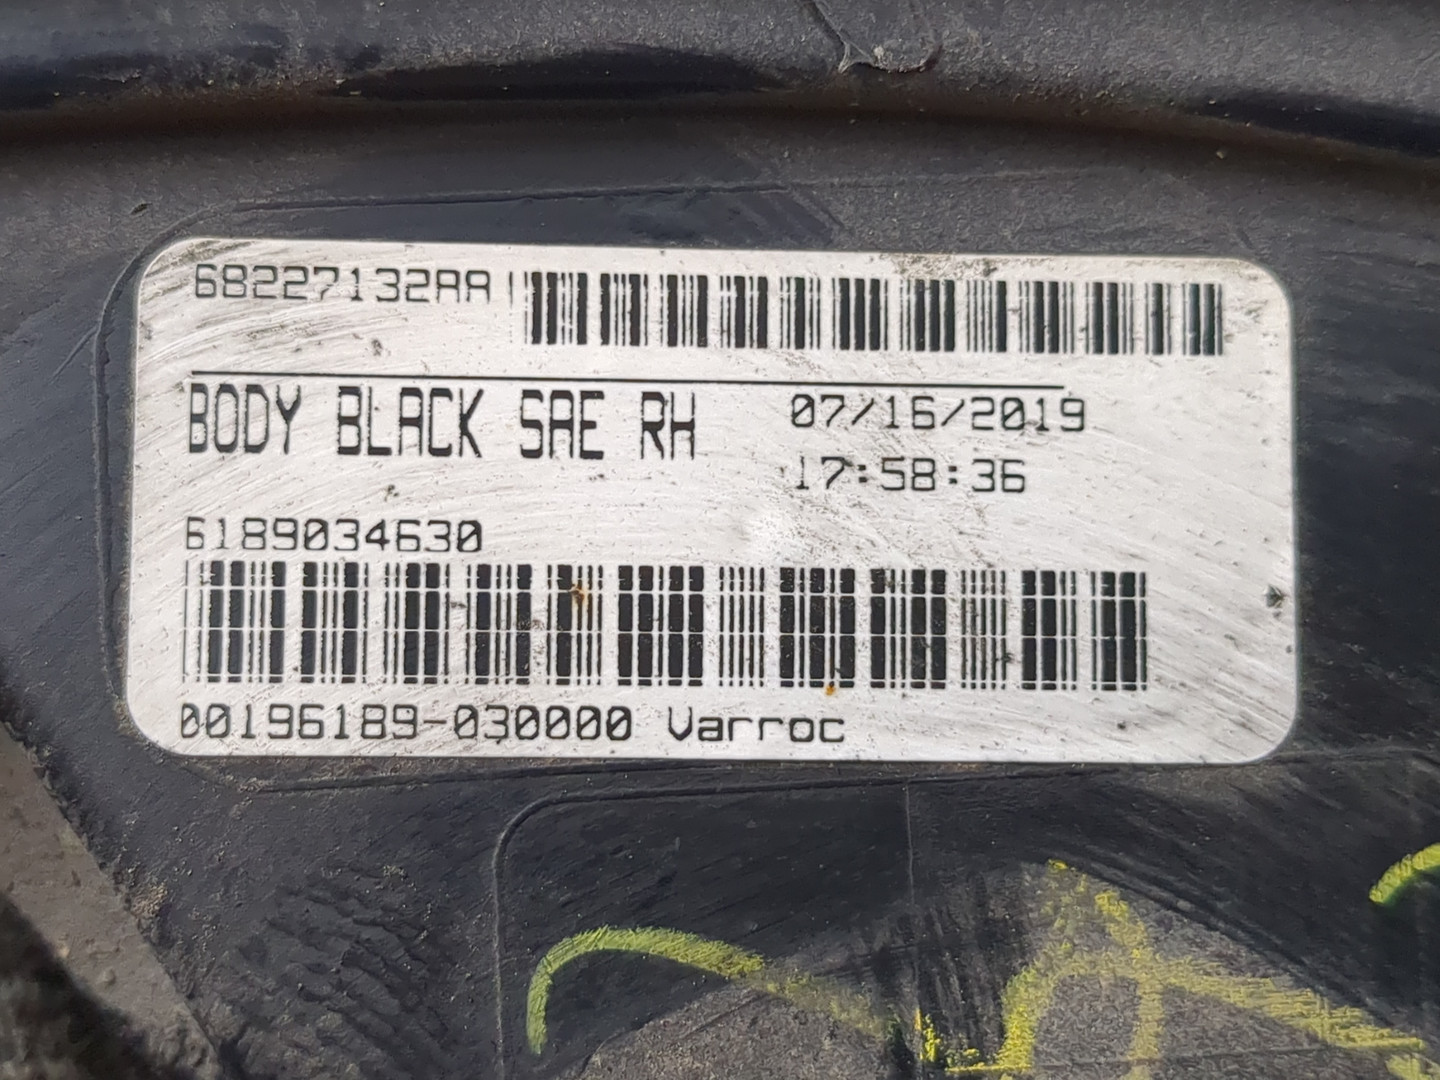 68227132AA
BODY BLACK SAE RH
07/16/2019
17:58:36
6189034630
00196189-030000 Varroc